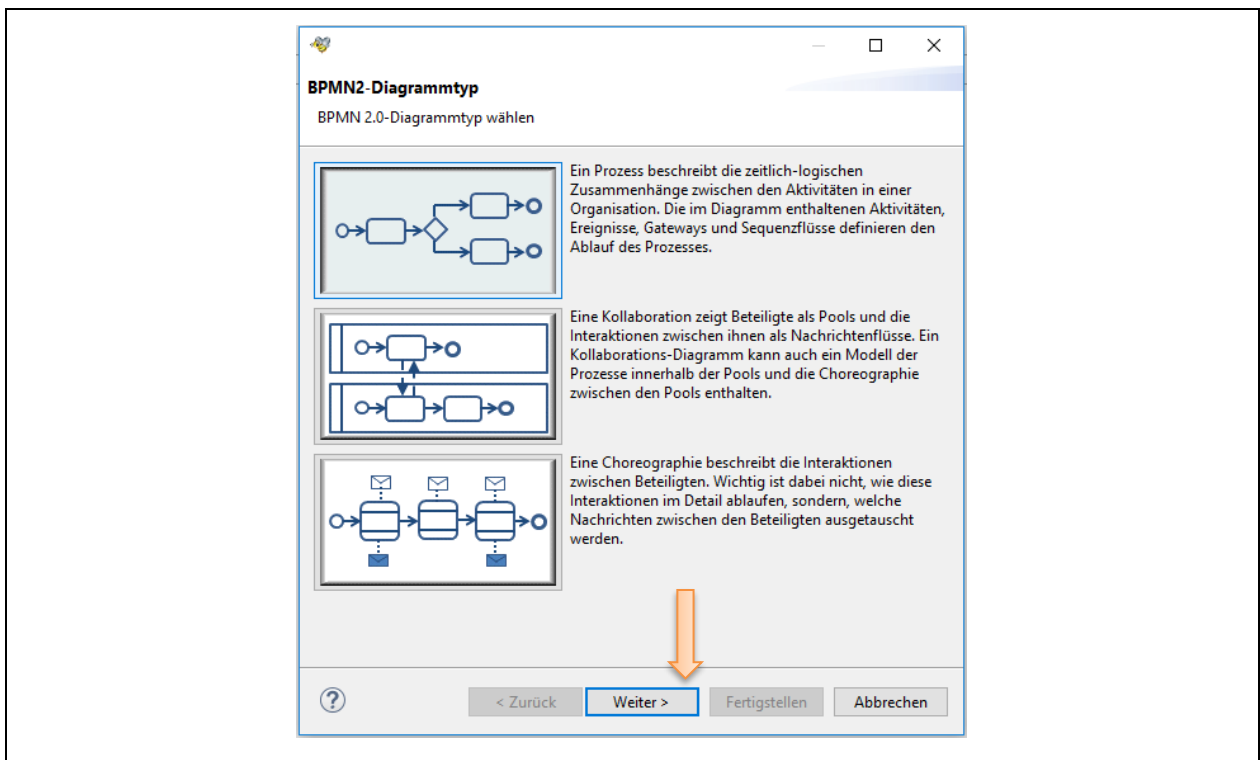 BPMN2-Diagrammtyp
BPMN 2.0-Diagrammtyp wählen
Ein Prozess beschreibt die zeitlich-logischen
Zusammenhänge zwischen den Aktivitäten in einer
Organisation. Die im Diagramm enthaltenen Aktivitäten,
Ereignisse, Gateways und Sequenzflüsse definieren den
Ablauf des Prozesses.
Eine Kollaboration zeigt Beteiligte als Pools und die
Interaktionen zwischen ihnen als Nachrichtenflüsse. Ein
Kollaborations-Diagramm kann auch ein Modell der
Prozesse innerhalb der Pools und die Choreographie
zwischen den Pools enthalten.
Eine Choreographie beschreibt die Interaktionen
zwischen Beteiligten. Wichtig ist dabei nicht, wie diese
Interaktionen im Detail ablaufen, sondern, welche
Nachrichten zwischen den Beteiligten ausgetauscht
werden.
? < Zurück Weiter > Fertigstellen Abbrechen